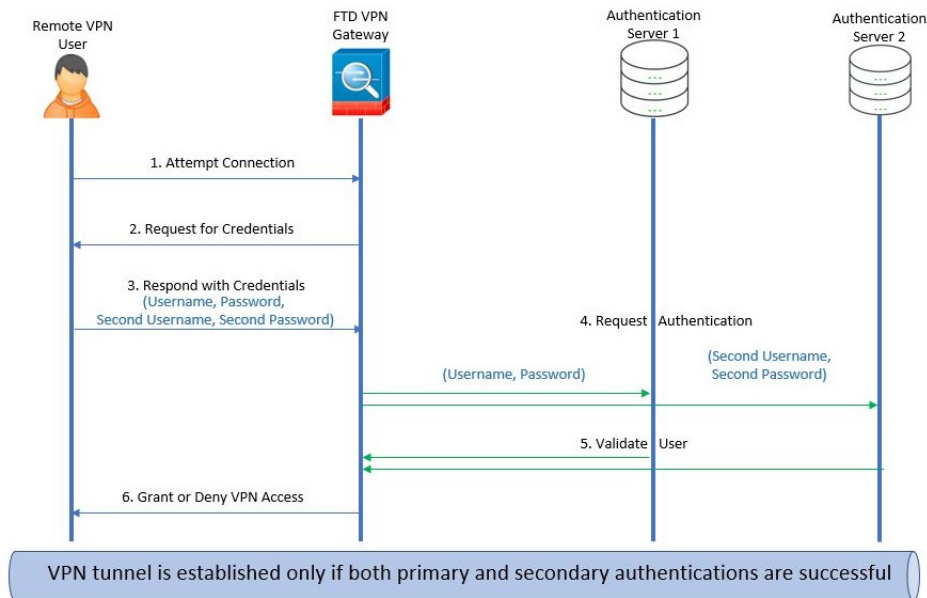 Remote VPN
User
FTD VPN
Gateway
Authentication
Server 1
Authentication
Server 2
1. Attempt Connection
2. Request for Credentials
3. Respond with Credentials
(Username, Password,
Second Username, Second Password)
4. Request Authentication
(Username, Password)
(Second Username,
Second Password)
5. Validate User
6. Grant or Deny VPN Access
VPN tunnel is established only if both primary and secondary authentications are successful